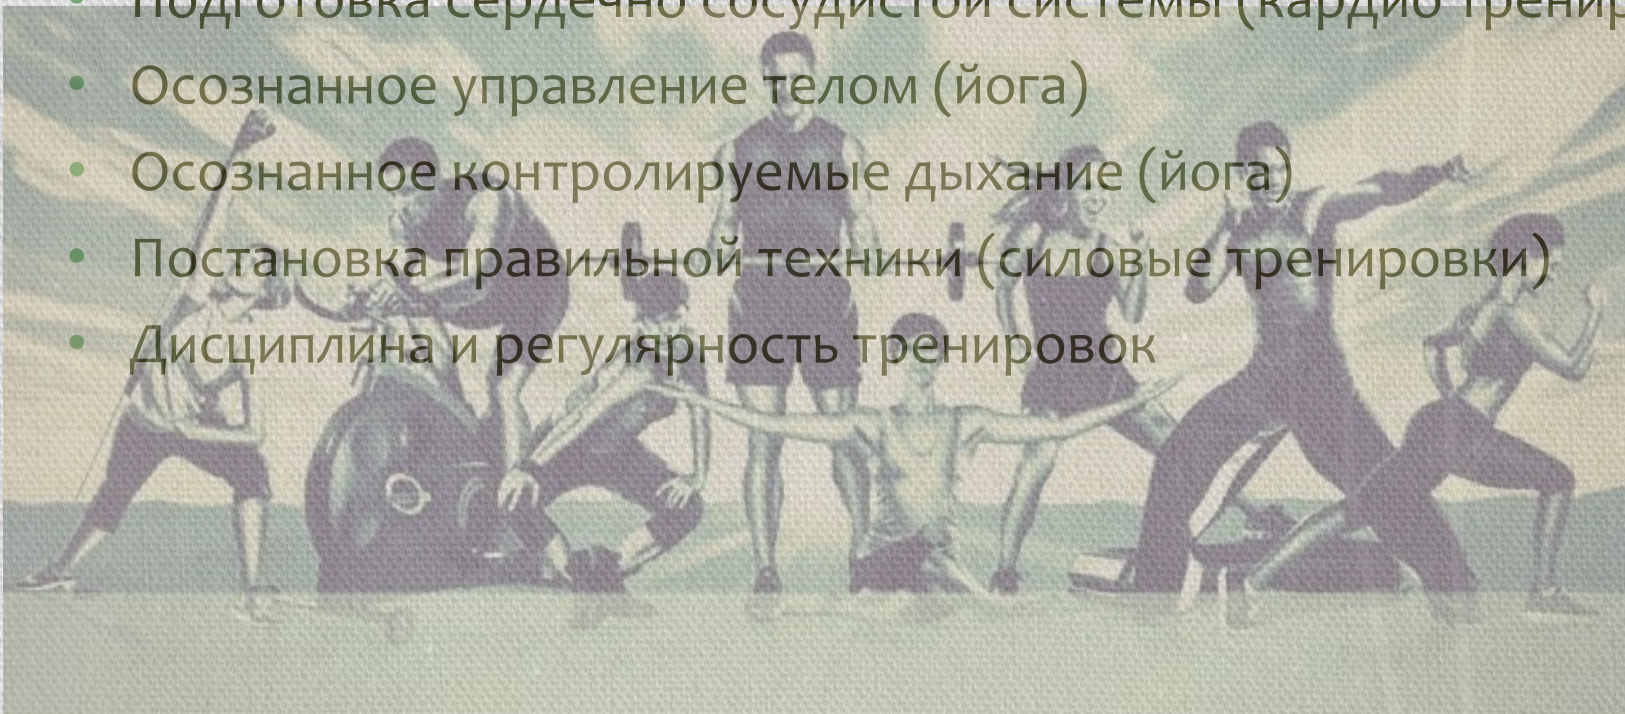 • Подготовка сердечно сосудистой системы (кардио тренир
• Осознанное управление телом (йога)
• Осознанное контролируемые дыхание (йога)
• Постановка правильной техники (силовые тренировки)
• Дисциплина и регулярность тренировок